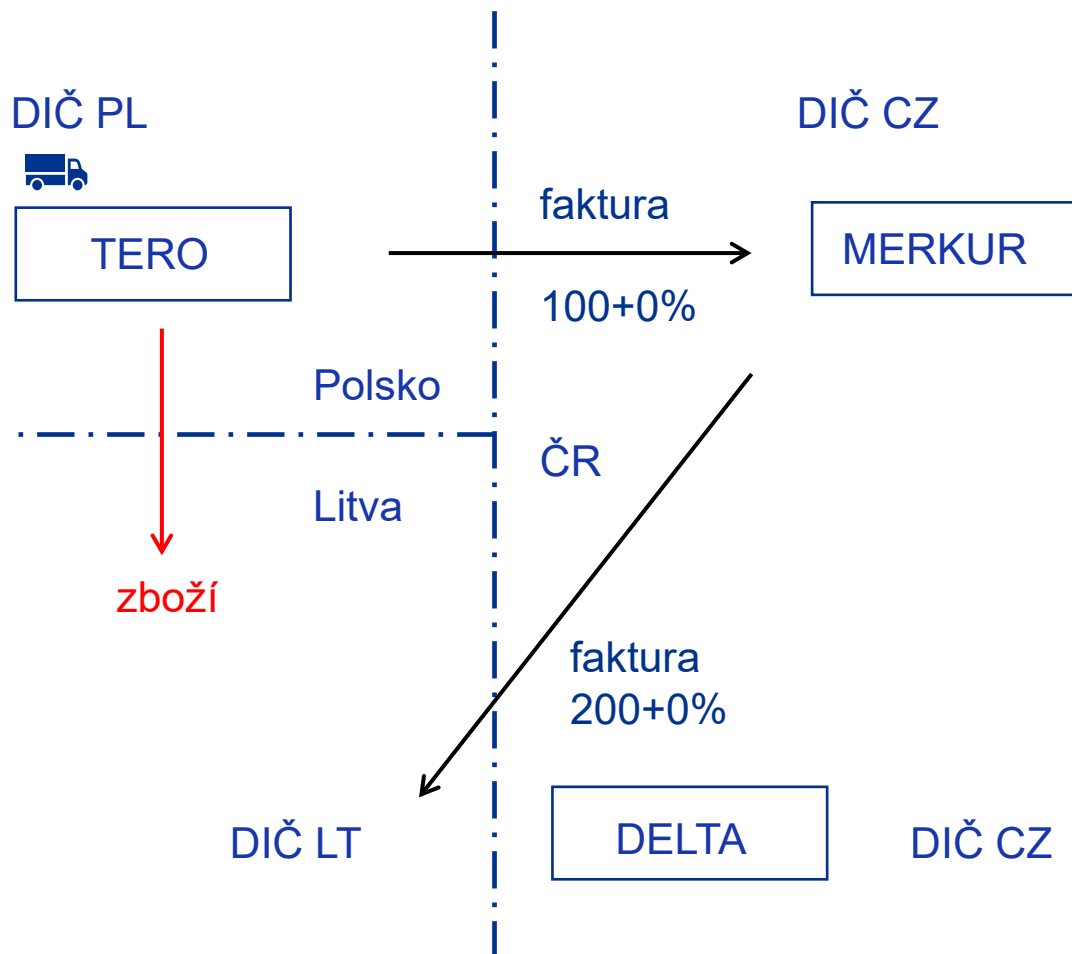 DIČ PL
DIČ CZ
faktura
TERO
MERKUR
100+0%
Polsko
ČR
Litva
zboží
faktura
200+0%
DIČ LT
DELTA
DIČ CZ